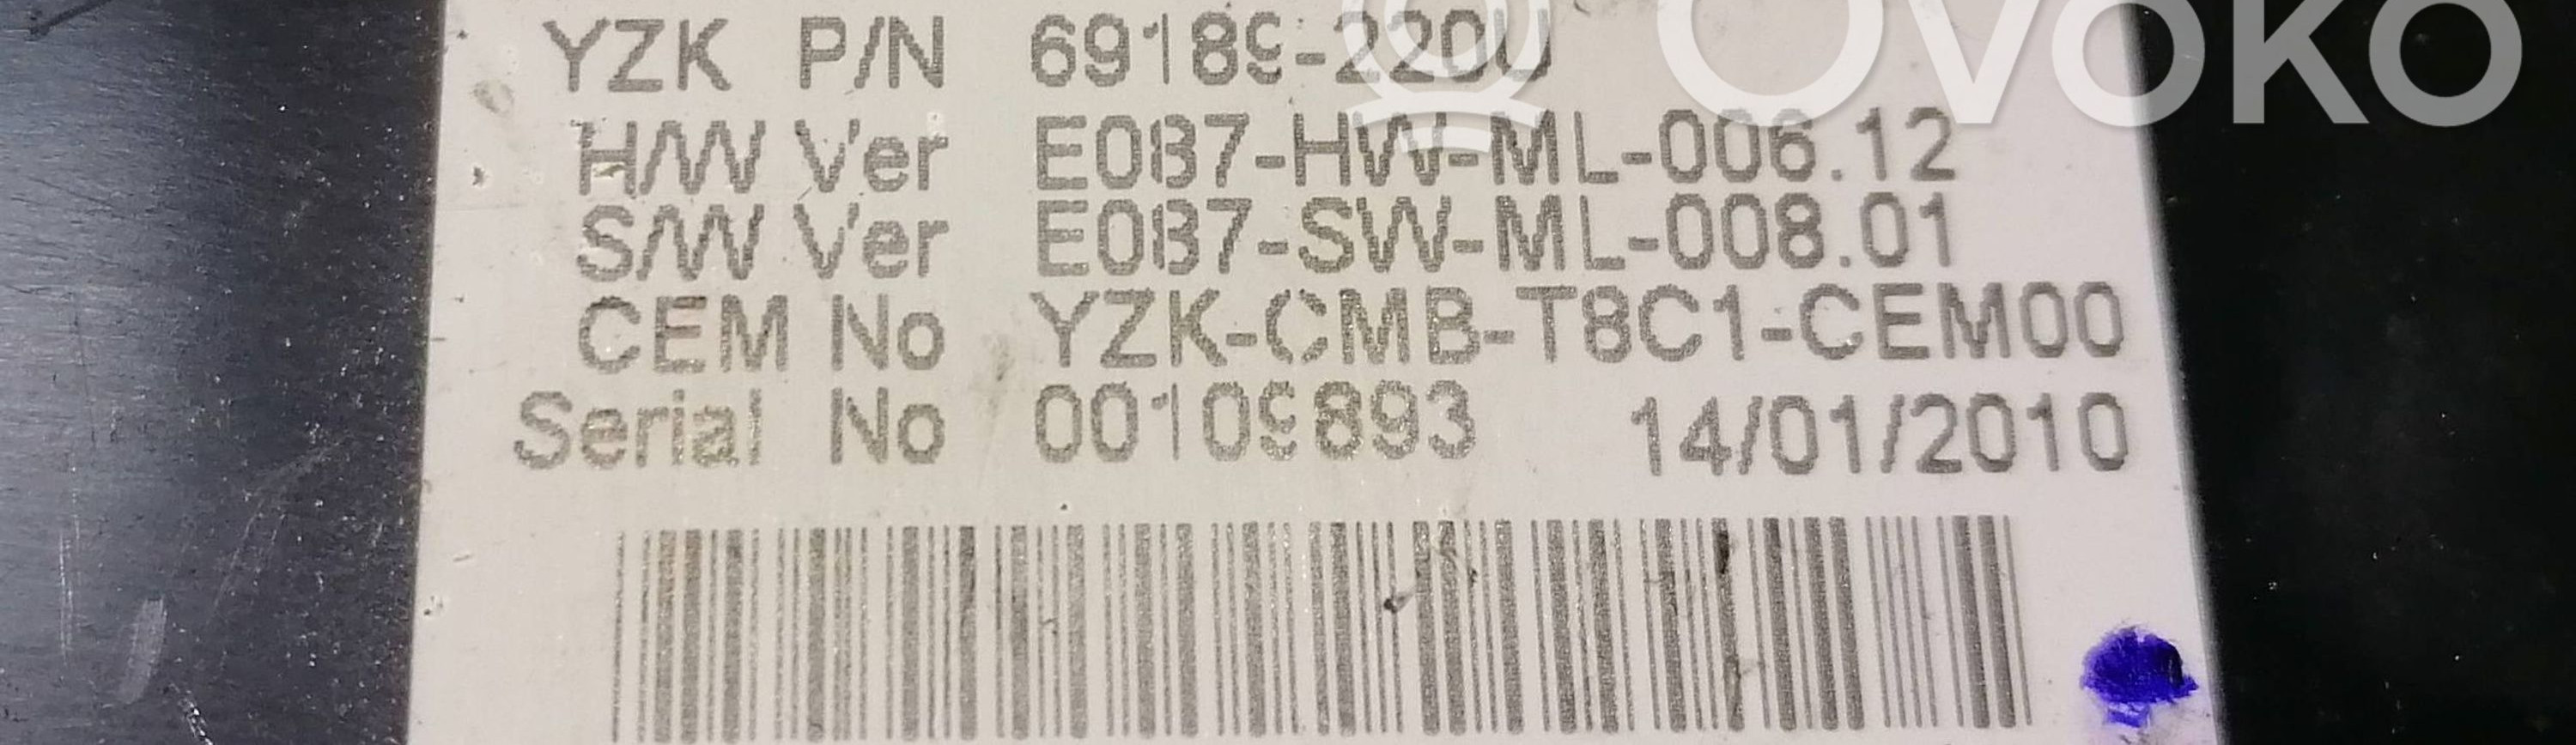 OVOKO
YZK P/N 69189-220U
H/W Ver E087-HW-ML-006.12
S/W Ver E087-SW-ML-008.01
CEM No YZK-CMB-T8C1-CEM00
Serial No 00109893 14/01/2010